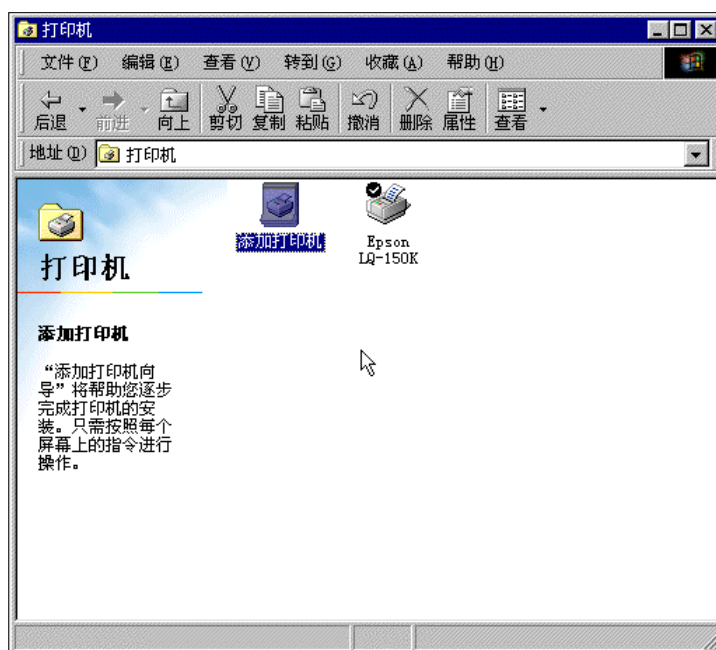 打印机
文件(F) 编辑(E) 查看(V) 转到(G) 收藏(A) 帮助(H)
后退 前进 向上 剪切 复制 粘贴 撤消 删除 属性 查看
地址(D) 打印机
添加打印机
Epson
LQ-150K
打印机
添加打印机
“添加打印机向
导”将帮助您逐步
完成打印机的安
装。只需按照每个
屏幕上的指令进行
操作。